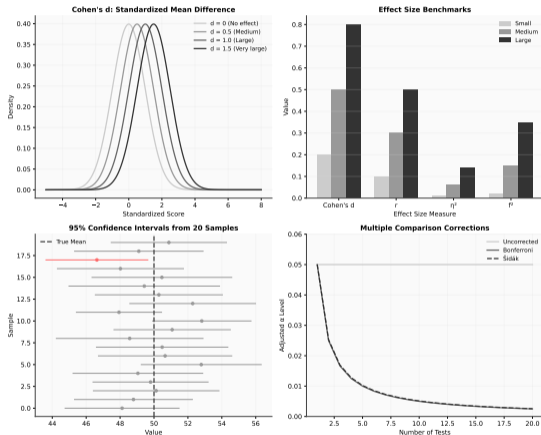 Cohen's d: Standardized Mean Difference
d = 0 (No effect)
d = 0.5 (Medium)
d = 1.0 (Large)
d = 1.5 (Very large)
0.40
0.35
0.30
0.25
0.20
0.15
0.10
0.05
0.00
Density
−4
−2
0
2
4
6
8
Standardized Score
Effect Size Benchmarks
Small
Medium
Large
0.8
0.7
0.6
0.5
0.4
0.3
0.2
0.1
0.0
Value
Cohen's d
r
η²
f²
Effect Size Measure
95% Confidence Intervals from 20 Samples
True Mean
17.5
15.0
12.5
10.0
7.5
5.0
2.5
0.0
Sample
44
46
48
50
52
54
56
Value
Multiple Comparison Corrections
Uncorrected
Bonferroni
Šidák
0.06
0.05
0.04
0.03
0.02
0.01
0.00
Adjusted α Level
2.5
5.0
7.5
10.0
12.5
15.0
17.5
20.0
Number of Tests